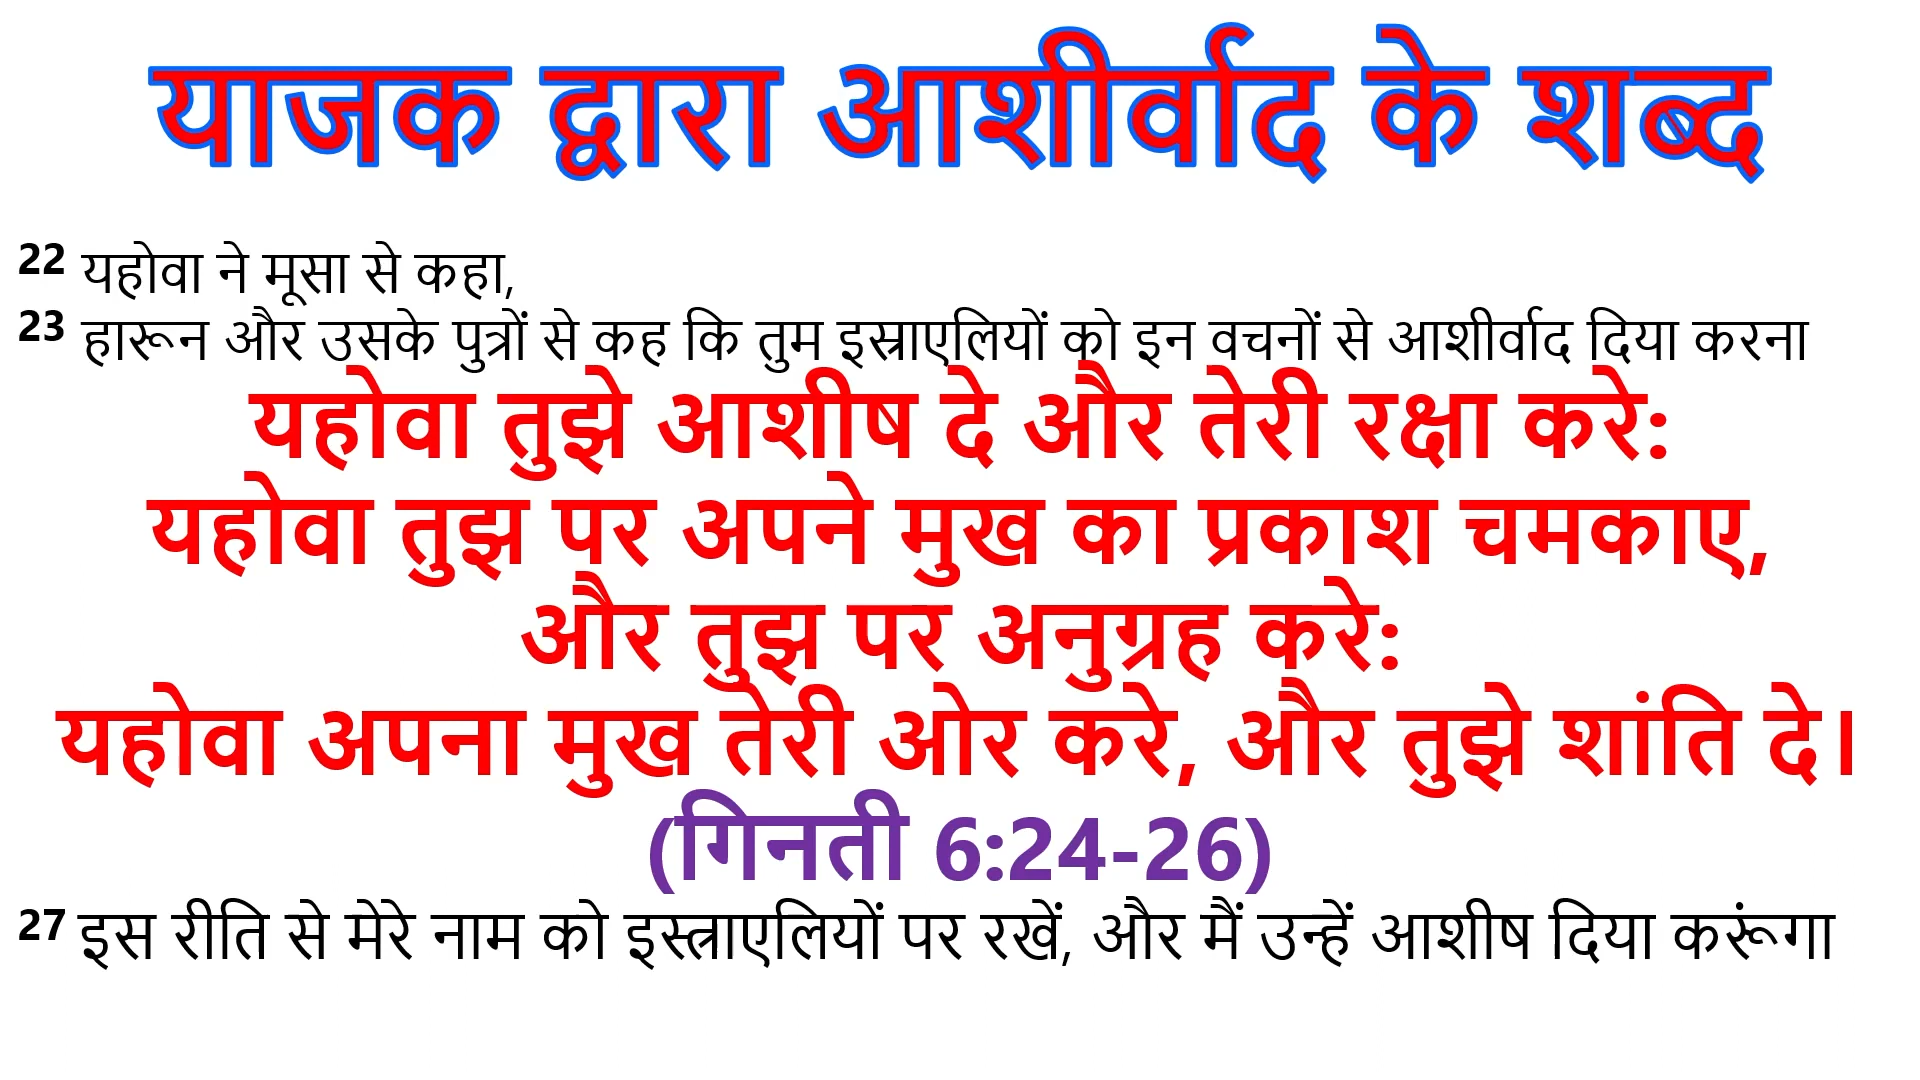 याजक द्वारा आशीर्वाद के शब्द
22 यहोवा ने मूसा से कहा,
23 हारून और उसके पुत्रों से कह कि तुम इस्राएलियों को इन वचनों से आशीर्वाद दिया करना
यहोवा तुझे आशीष दे और तेरी रक्षा करे:
यहोवा तुझ पर अपने मुख का प्रकाश चमकाए,
और तुझ पर अनुग्रह करे:
यहोवा अपना मुख तेरी ओर करे, और तुझे शांति दे।
(गिनती 6:24-26)
27 इस रीति से मेरे नाम को इस्त्राएलियों पर रखें, और मैं उन्हें आशीष दिया करूंगा